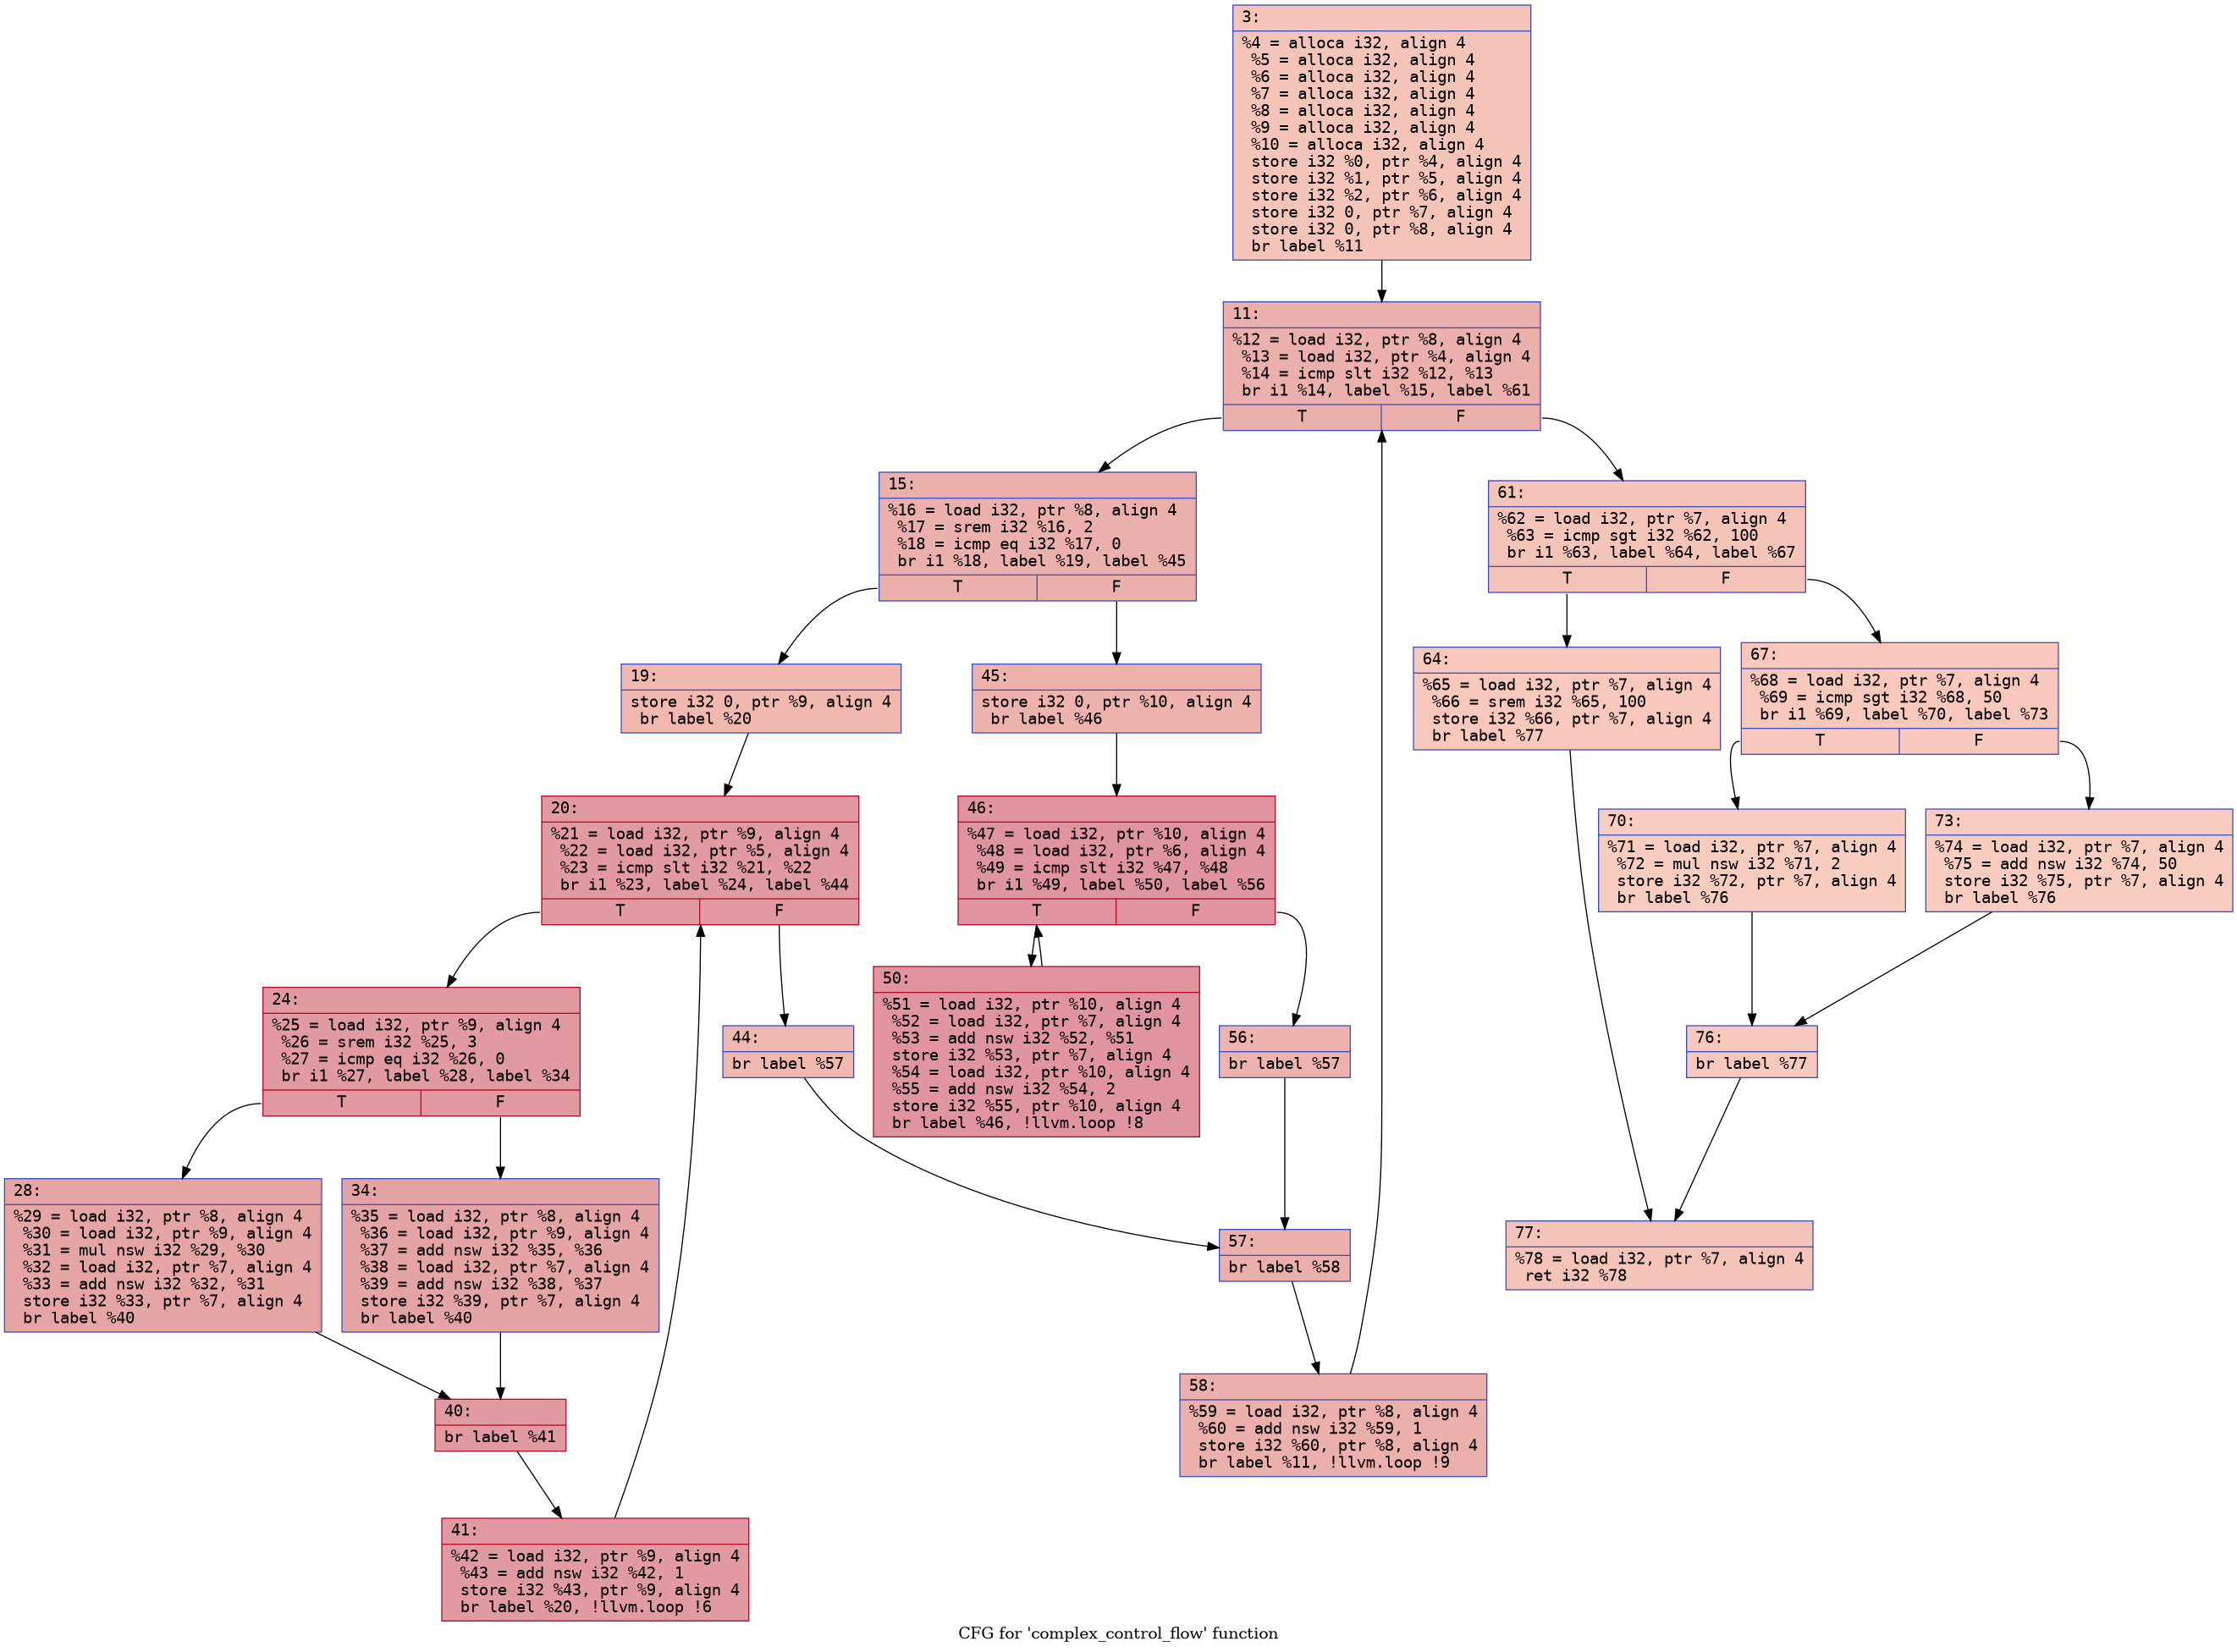 3:
%4 = alloca i32, align 4
%5 = alloca i32, align 4
%6 = alloca i32, align 4
%7 = alloca i32, align 4
%8 = alloca i32, align 4
%9 = alloca i32, align 4
%10 = alloca i32, align 4
store i32 %0, ptr %4, align 4
store i32 %1, ptr %5, align 4
store i32 %2, ptr %6, align 4
store i32 0, ptr %7, align 4
store i32 0, ptr %8, align 4
br label %11
11:
%12 = load i32, ptr %8, align 4
%13 = load i32, ptr %4, align 4
%14 = icmp slt i32 %12, %13
br i1 %14, label %15, label %61
T F
15:
%16 = load i32, ptr %8, align 4
%17 = srem i32 %16, 2
%18 = icmp eq i32 %17, 0
br i1 %18, label %19, label %45
T F
61:
%62 = load i32, ptr %7, align 4
%63 = icmp sgt i32 %62, 100
br i1 %63, label %64, label %67
T F
19:
store i32 0, ptr %9, align 4
br label %20
45:
store i32 0, ptr %10, align 4
br label %46
64:
%65 = load i32, ptr %7, align 4
%66 = srem i32 %65, 100
store i32 %66, ptr %7, align 4
br label %77
67:
%68 = load i32, ptr %7, align 4
%69 = icmp sgt i32 %68, 50
br i1 %69, label %70, label %73
T F
20:
%21 = load i32, ptr %9, align 4
%22 = load i32, ptr %5, align 4
%23 = icmp slt i32 %21, %22
br i1 %23, label %24, label %44
T F
46:
%47 = load i32, ptr %10, align 4
%48 = load i32, ptr %6, align 4
%49 = icmp slt i32 %47, %48
br i1 %49, label %50, label %56
T F
70:
%71 = load i32, ptr %7, align 4
%72 = mul nsw i32 %71, 2
store i32 %72, ptr %7, align 4
br label %76
73:
%74 = load i32, ptr %7, align 4
%75 = add nsw i32 %74, 50
store i32 %75, ptr %7, align 4
br label %76
24:
%25 = load i32, ptr %9, align 4
%26 = srem i32 %25, 3
%27 = icmp eq i32 %26, 0
br i1 %27, label %28, label %34
T F
44:
br label %57
50:
%51 = load i32, ptr %10, align 4
%52 = load i32, ptr %7, align 4
%53 = add nsw i32 %52, %51
store i32 %53, ptr %7, align 4
%54 = load i32, ptr %10, align 4
%55 = add nsw i32 %54, 2
store i32 %55, ptr %10, align 4
br label %46, !llvm.loop !8
56:
br label %57
76:
br label %77
28:
%29 = load i32, ptr %8, align 4
%30 = load i32, ptr %9, align 4
%31 = mul nsw i32 %29, %30
%32 = load i32, ptr %7, align 4
%33 = add nsw i32 %32, %31
store i32 %33, ptr %7, align 4
br label %40
34:
%35 = load i32, ptr %8, align 4
%36 = load i32, ptr %9, align 4
%37 = add nsw i32 %35, %36
%38 = load i32, ptr %7, align 4
%39 = add nsw i32 %38, %37
store i32 %39, ptr %7, align 4
br label %40
57:
br label %58
77:
%78 = load i32, ptr %7, align 4
ret i32 %78
40:
br label %41
58:
%59 = load i32, ptr %8, align 4
%60 = add nsw i32 %59, 1
store i32 %60, ptr %8, align 4
br label %11, !llvm.loop !9
41:
%42 = load i32, ptr %9, align 4
%43 = add nsw i32 %42, 1
store i32 %43, ptr %9, align 4
br label %20, !llvm.loop !6
CFG for 'complex_control_flow' function